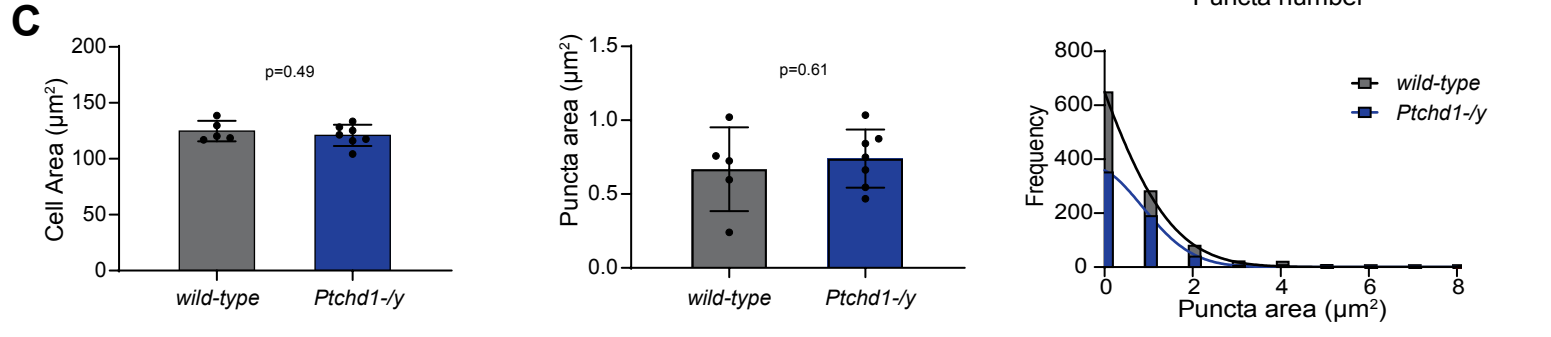 Puncta number
C
Cell Area (µm²)
200
150
100
50
0
p=0.49
wild-type
Ptchd1-/y
Puncta area (µm²)
1.5
1.0
0.5
0.0
p=0.61
wild-type
Ptchd1-/y
Frequency
800
600
400
200
0
wild-type
Ptchd1-/y
0 2 4 6 8
Puncta area (µm²)